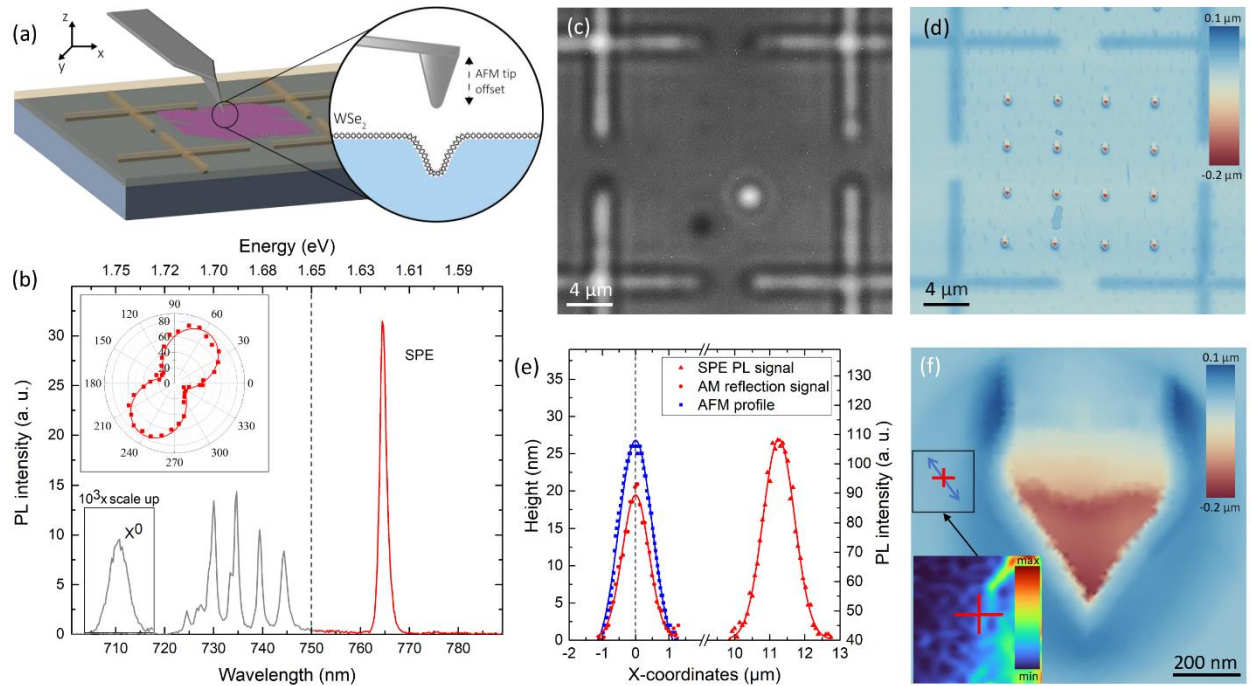 (a)
z
x
y
AFM tip
offset
WSe2
(b)
Energy (eV)
1.75 1.72 1.70 1.68 1.65 1.63 1.61 1.59
PL intensity (a. u.)
30
25
20
15
10
5
0
90
120 60
150 30
180 0
210 330
240 300
270
80
60
40
20
0
SPE
10³x scale up
X⁰
710 720 730 740 750 760 770 780
Wavelength (nm)
(c)
4 µm
(d)
0.1 µm
-0.2 µm
4 µm
(e)
SPE PL signal
AM reflection signal
AFM profile
Height (nm)
35
30
25
20
15
10
5
0
PL intensity (a. u.)
130
120
110
100
90
80
70
60
50
40
-2 -1 0 1 10 11 12 13
X-coordinates (µm)
(f)
0.1 µm
-0.2 µm
max
min
200 nm